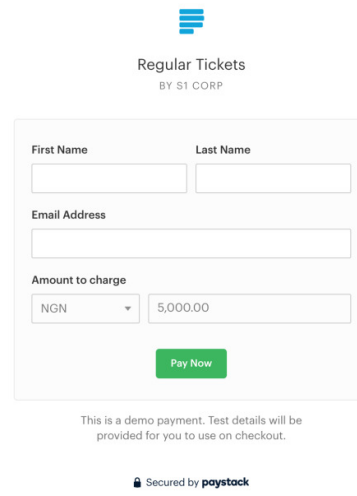 Regular Tickets
BY S1 CORP
First Name Last Name
Email Address
Amount to charge
NGN 5,000.00
Pay Now
This is a demo payment. Test details will be
provided for you to use on checkout.
Secured by paystack